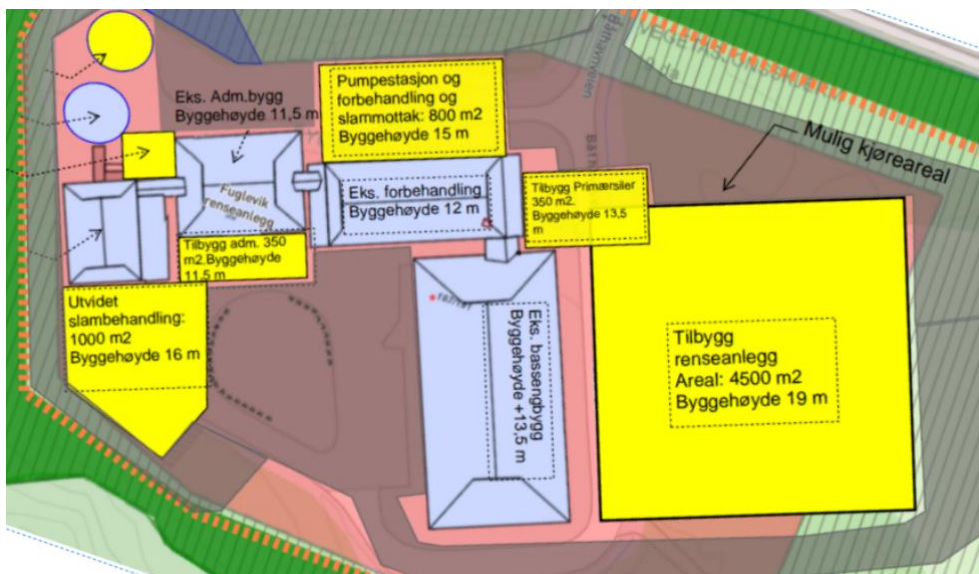 Eks. Adm.bygg
Byggehøyde 11,5 m
Pumpestasjon og
forbehandling og
slammottak: 800 m2
Byggehøyde 15 m
Båthavnveien
Mulig kjøreareal
Fuglevik
renseanlegg
Eks. forbehandling
Byggehøyde 12 m
Tilbygg Primærsiler
350 m2.
Byggehøyde 13,5
m
Tilbygg adm. 350
m2.Byggehøyde
11,5 m
Utvidet
slambehandling:
1000 m2
Byggehøyde 16 m
Eks. bassengbygg
Byggehøyde +13,5 m
Tilbygg
renseanlegg
Areal: 4500 m2
Byggehøyde 19 m